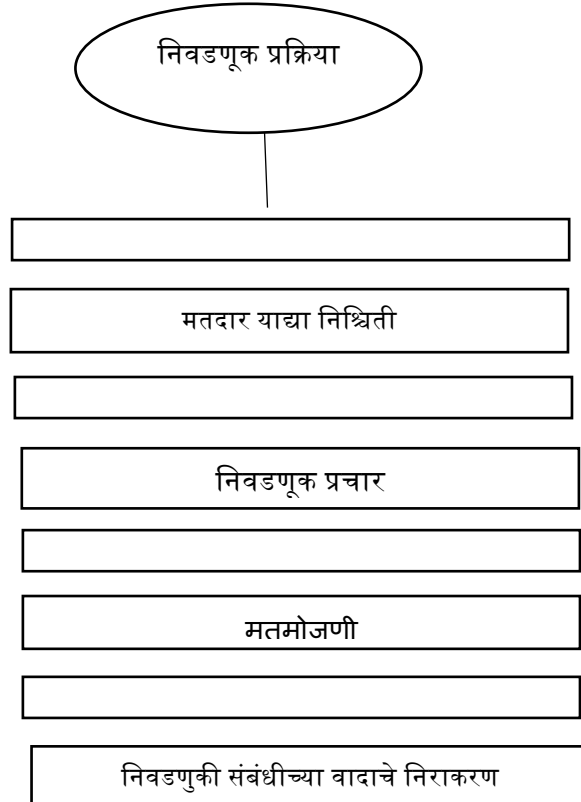 निवडणूक प्रक्रिया
मतदार याद्या निश्चिती
निवडणूक प्रचार
मतमोजणी
निवडणुकी संबंधीच्या वादाचे निराकरण